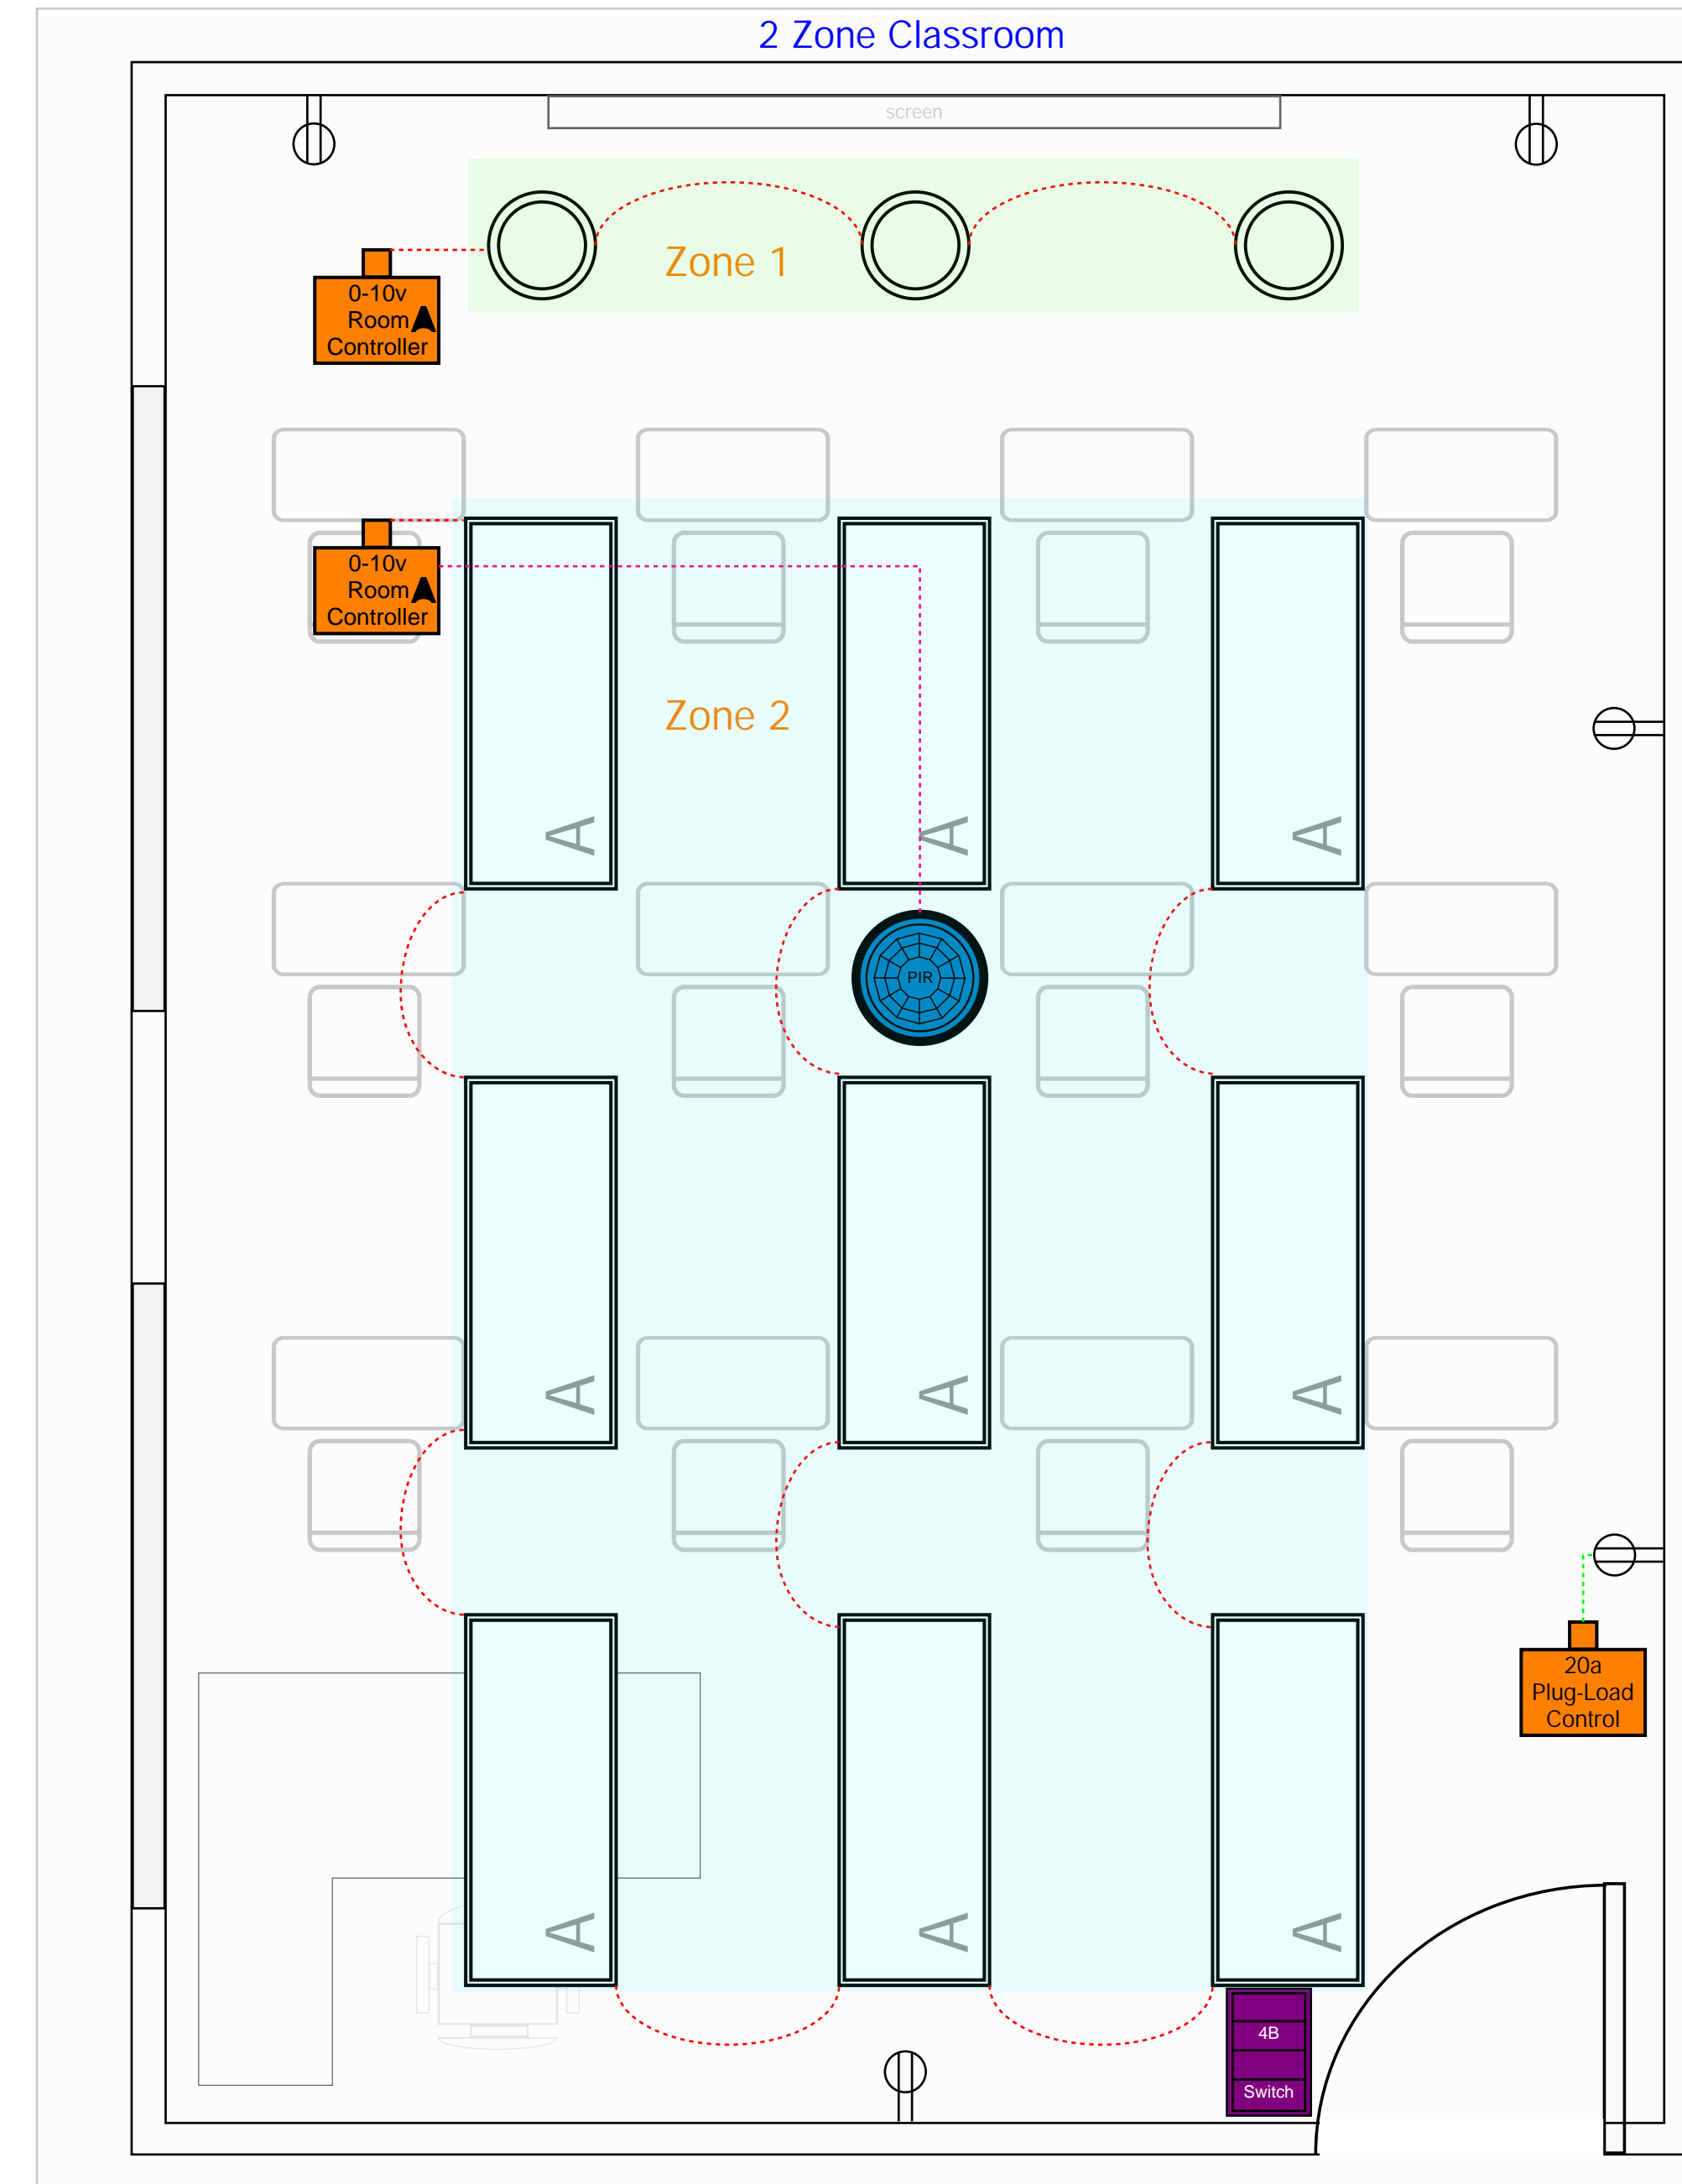 2 Zone Classroom
screen
Zone 1
0-10v
Room
Controller
0-10v
Room
Controller
Zone 2
A
A
A
PIR
A
A
A
20a
Plug-Load
Control
A
A
A
4B
Switch